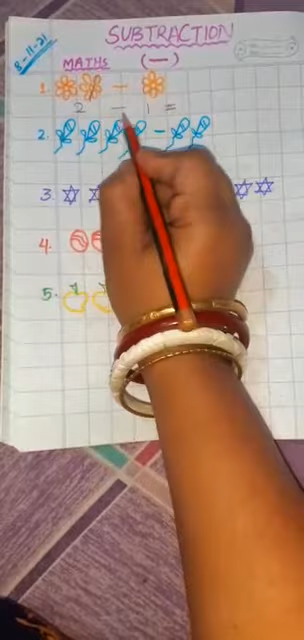 SUBTRACTION
8-11-21
MATHS (—)
1. —
2 — 1 =
2. —
3.
4.
5.